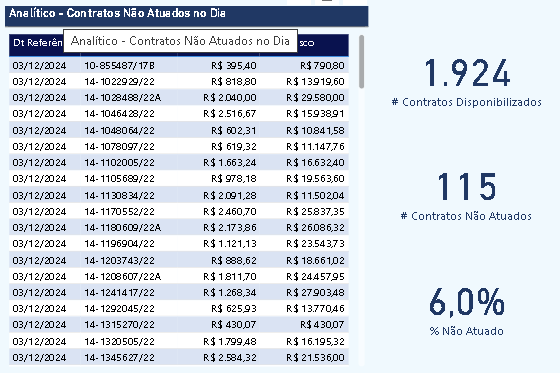 Analítico - Contratos Não Atuados no Dia
Analítico - Contratos Não Atuados no Dia
Dt Referên sco
03/12/2024 10-855487/17B R$ 395,40 R$ 790,80
03/12/2024 14-1022929/22 R$ 818,80 R$ 13.919,60
03/12/2024 14-1028488/22A R$ 2.040,00 R$ 29.580,00
03/12/2024 14-1046428/22 R$ 2.516,67 R$ 15.938,91
03/12/2024 14-1048064/22 R$ 602,31 R$ 10.841,58
03/12/2024 14-1078097/22 R$ 619,32 R$ 11.147,76
03/12/2024 14-1102005/22 R$ 1.663,24 R$ 16.632,40
03/12/2024 14-1105689/22 R$ 978,18 R$ 19.563,60
03/12/2024 14-1130834/22 R$ 2.091,28 R$ 11.502,04
03/12/2024 14-1170552/22 R$ 2.460,70 R$ 25.837,35
03/12/2024 14-1180609/22A R$ 2.173,86 R$ 26.086,32
03/12/2024 14-1196904/22 R$ 1.121,13 R$ 23.543,73
03/12/2024 14-1203743/22 R$ 888,62 R$ 18.661,02
03/12/2024 14-1208607/22A R$ 1.811,70 R$ 24.457,95
03/12/2024 14-1241417/22 R$ 1.268,34 R$ 27.903,48
03/12/2024 14-1292045/22 R$ 625,93 R$ 13.770,46
03/12/2024 14-1315270/22 R$ 430,07 R$ 430,07
03/12/2024 14-1320505/22 R$ 1.799,48 R$ 16.195,32
03/12/2024 14-1345627/22 R$ 2.584,32 R$ 21.536,00
1.924
# Contratos Disponibilizados
115
# Contratos Não Atuados
6,0%
% Não Atuado